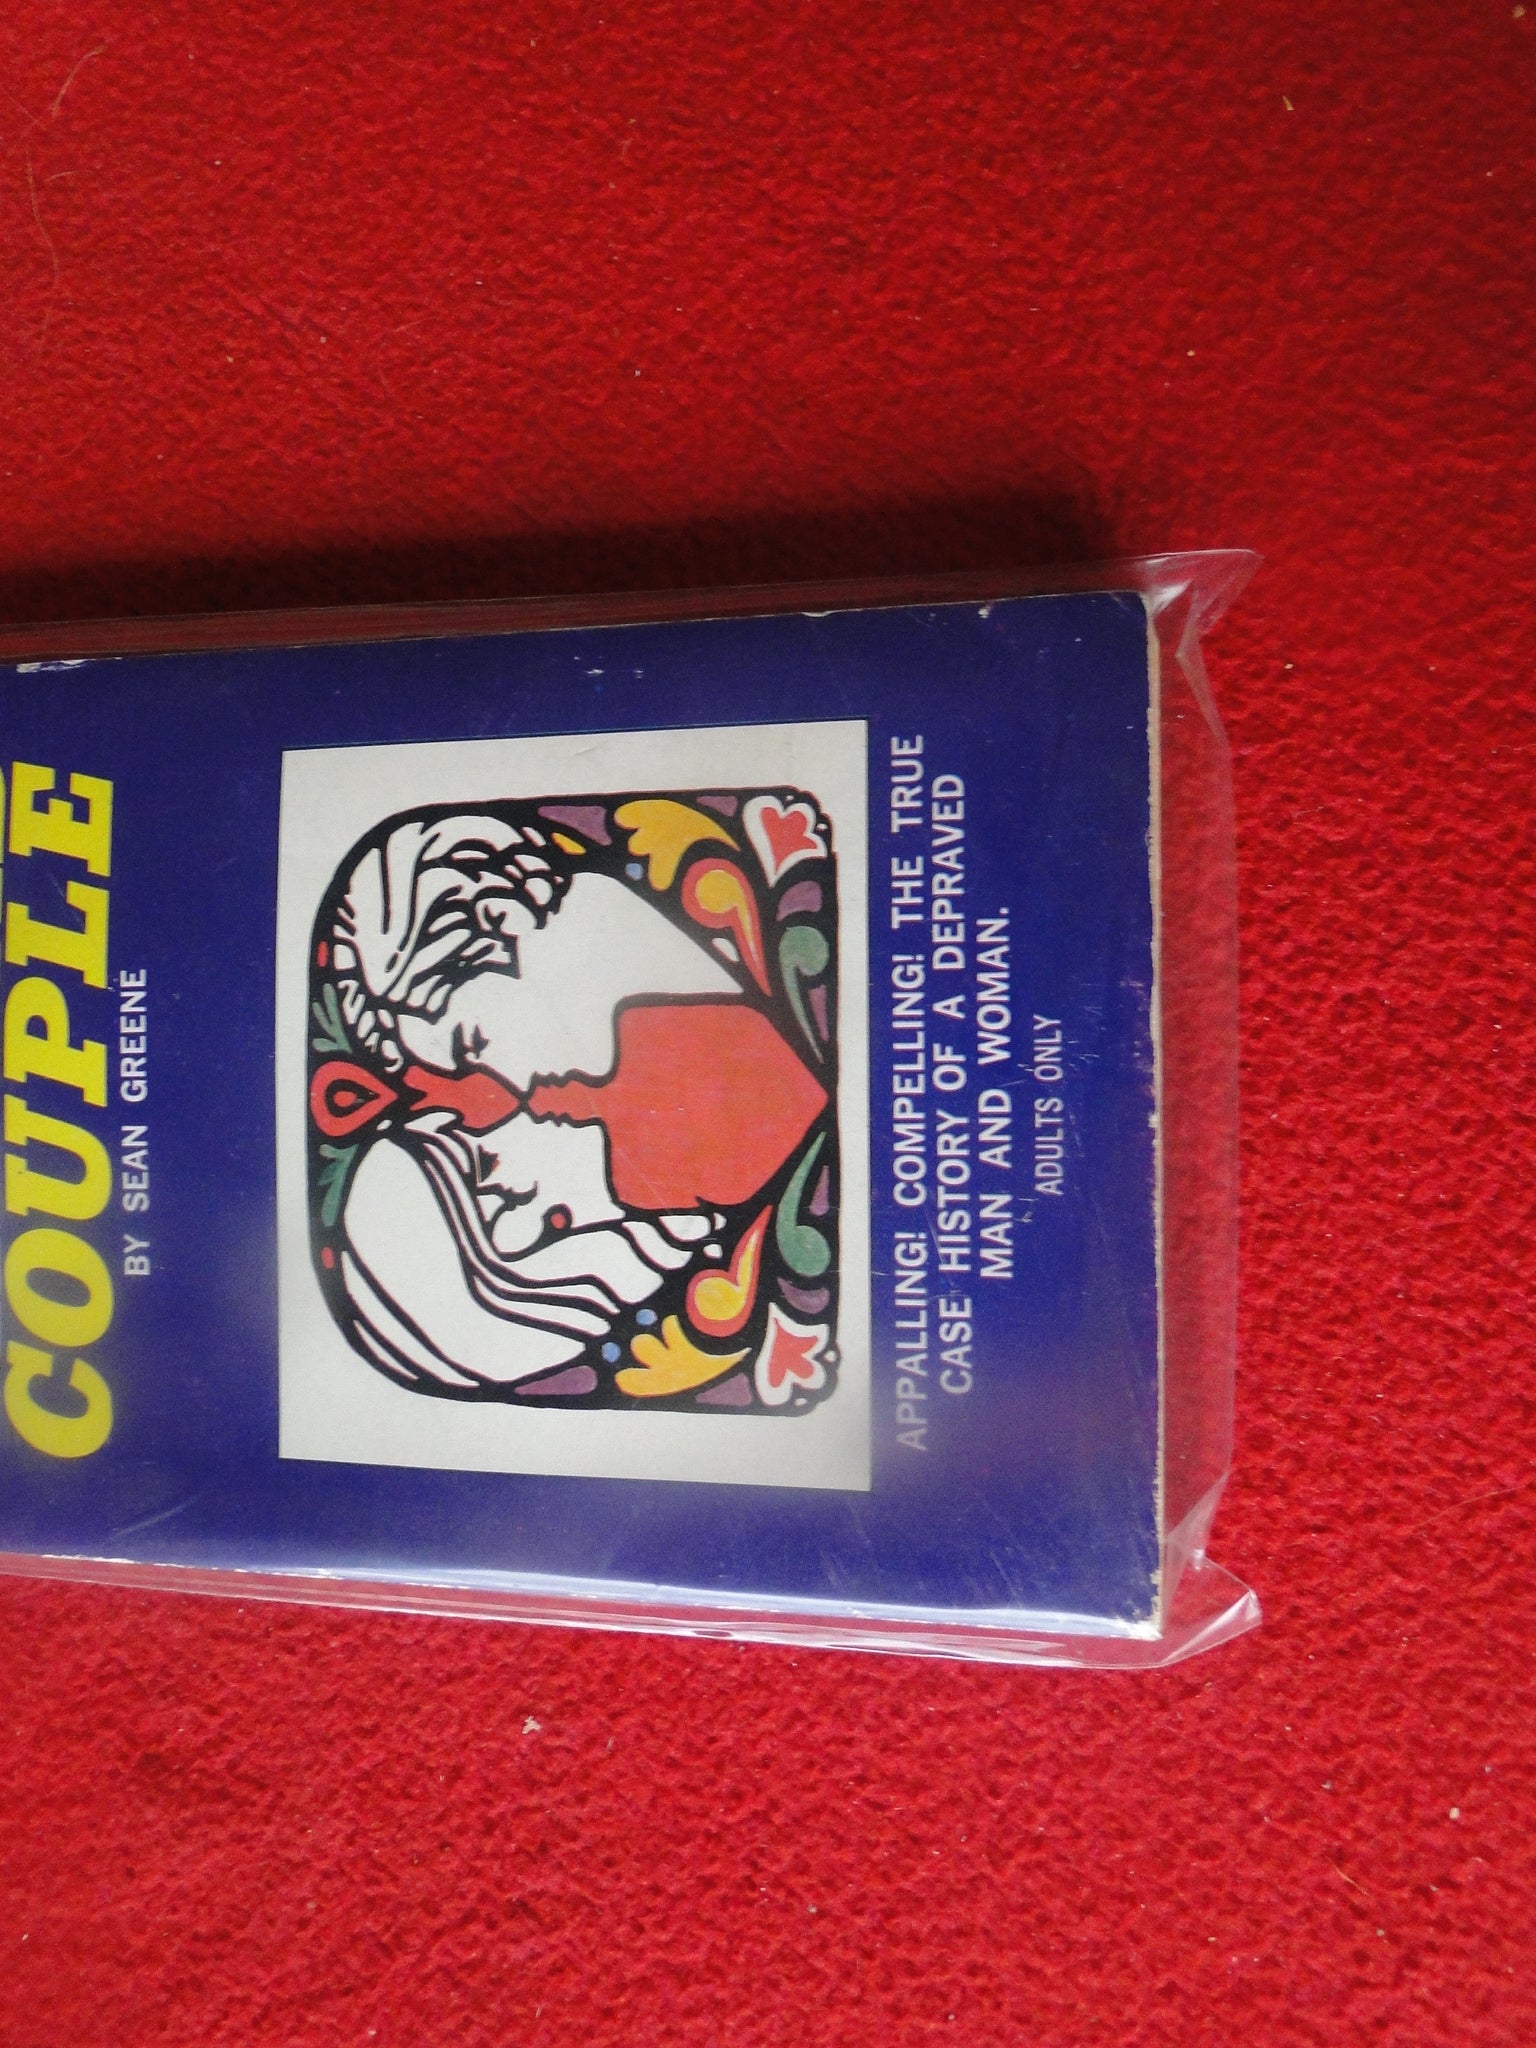 COUPLE
BY SEAN GREENE
APPALLING! COMPELLING! THE TRUE
CASE HISTORY OF A DEPRAVED
MAN AND WOMAN.
ADULTS ONLY